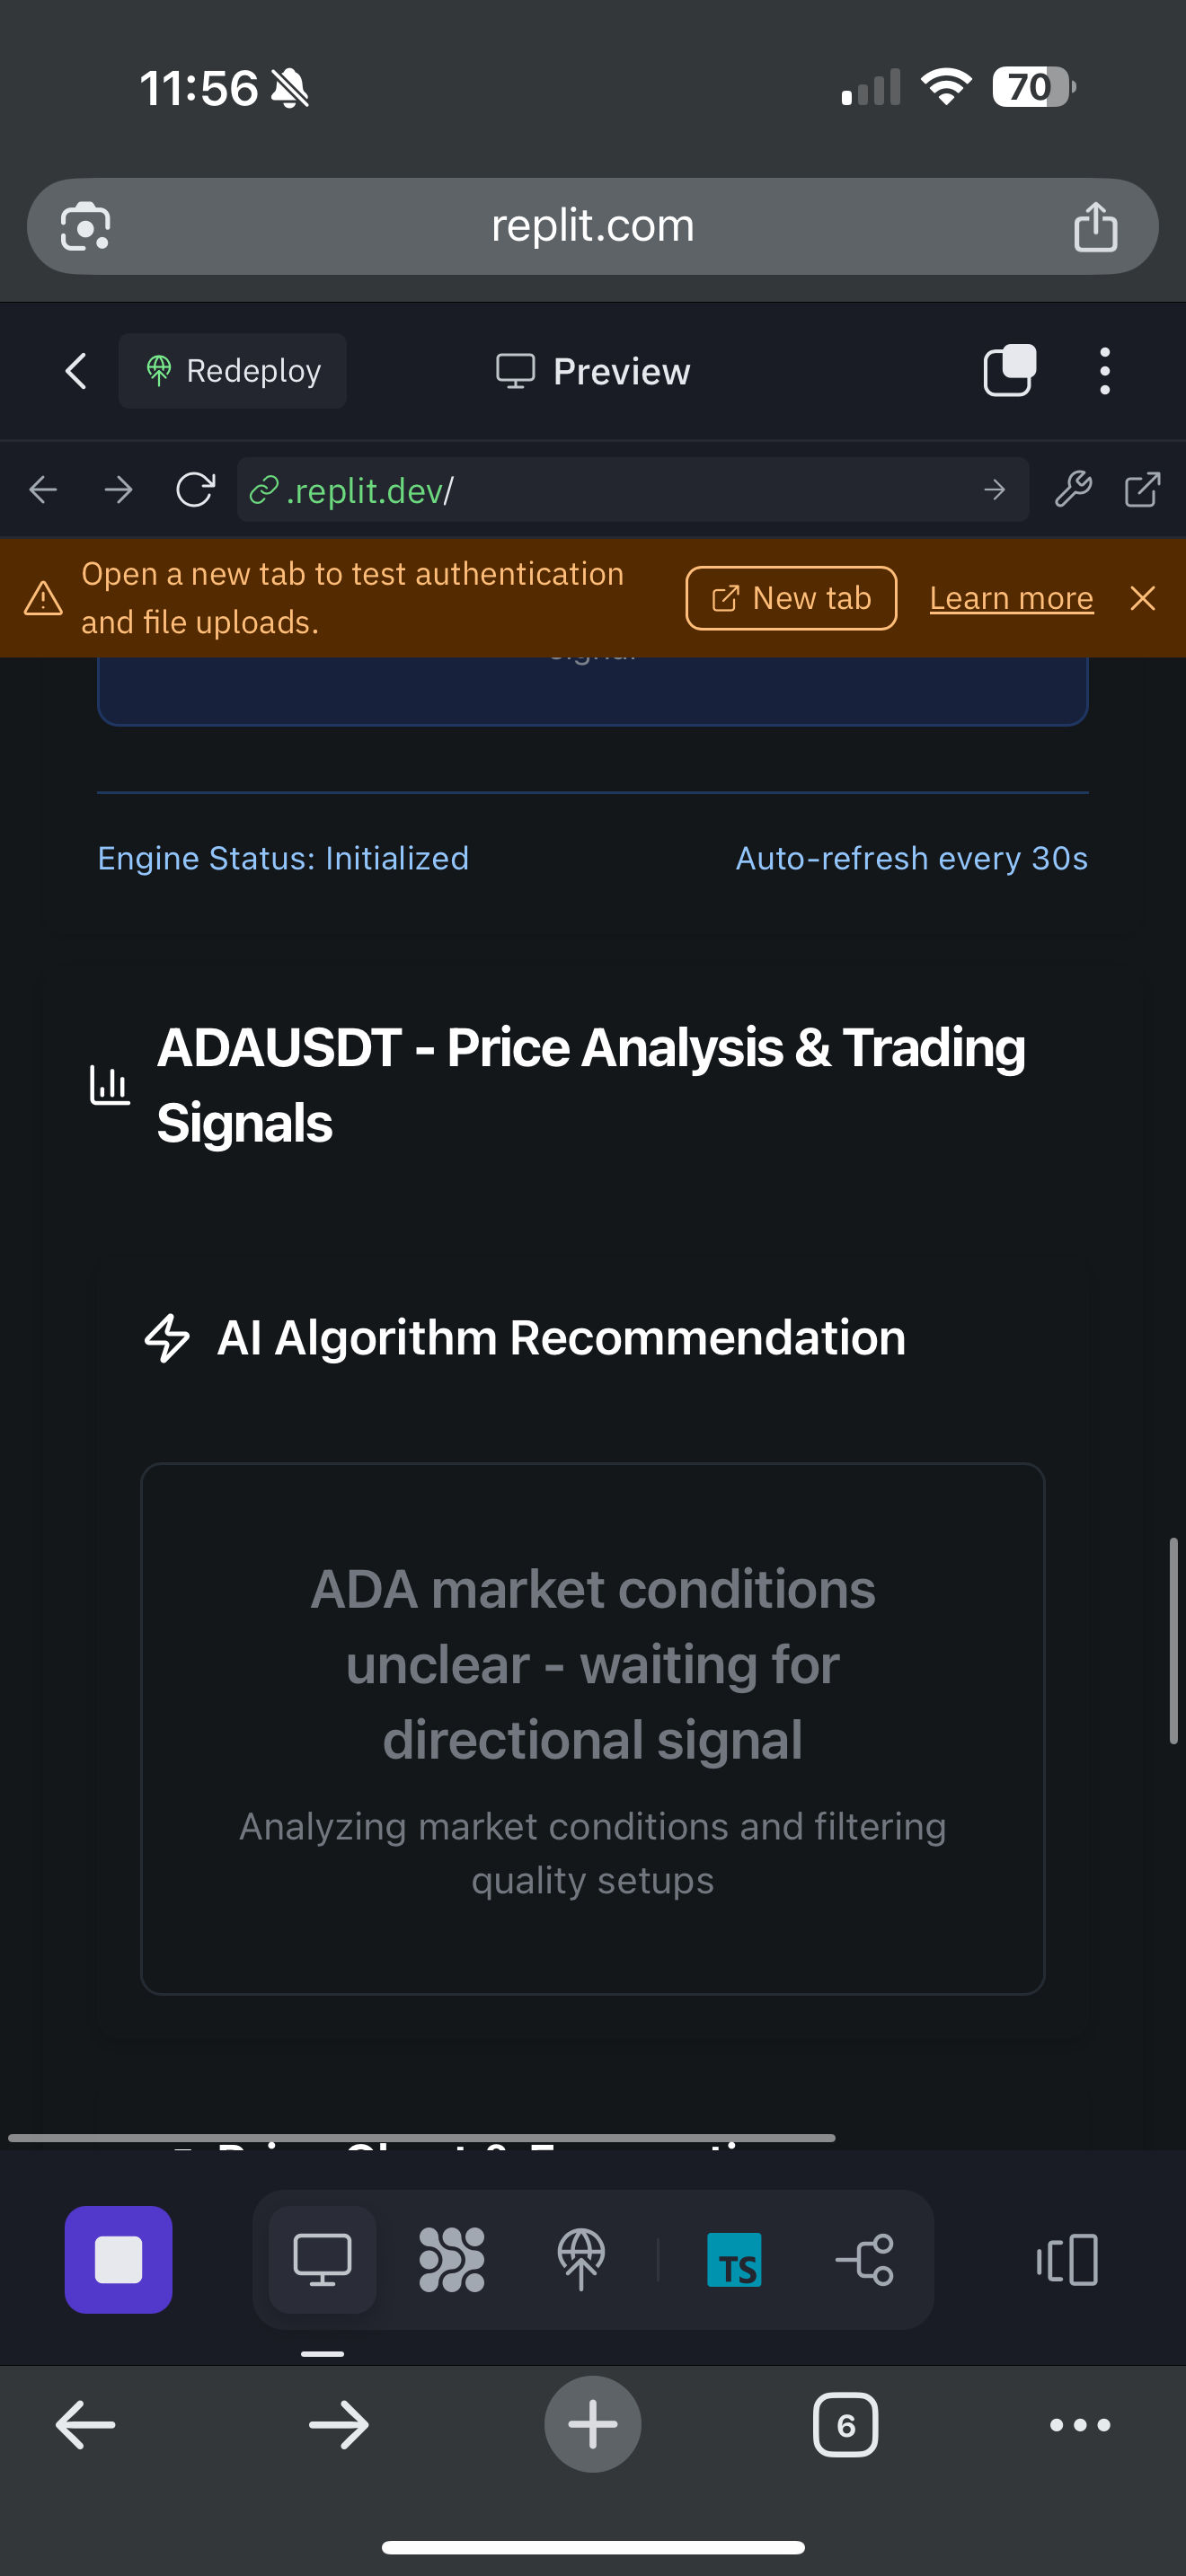 11:56
70
replit.com
Redeploy
Preview
.replit.dev/
Open a new tab to test authentication
and file uploads.
New tab
Learn more
Engine Status: Initialized
Auto-refresh every 30s
ADAUSDT - Price Analysis & Trading
Signals
AI Algorithm Recommendation
ADA market conditions
unclear - waiting for
directional signal
Analyzing market conditions and filtering
quality setups
TS
6